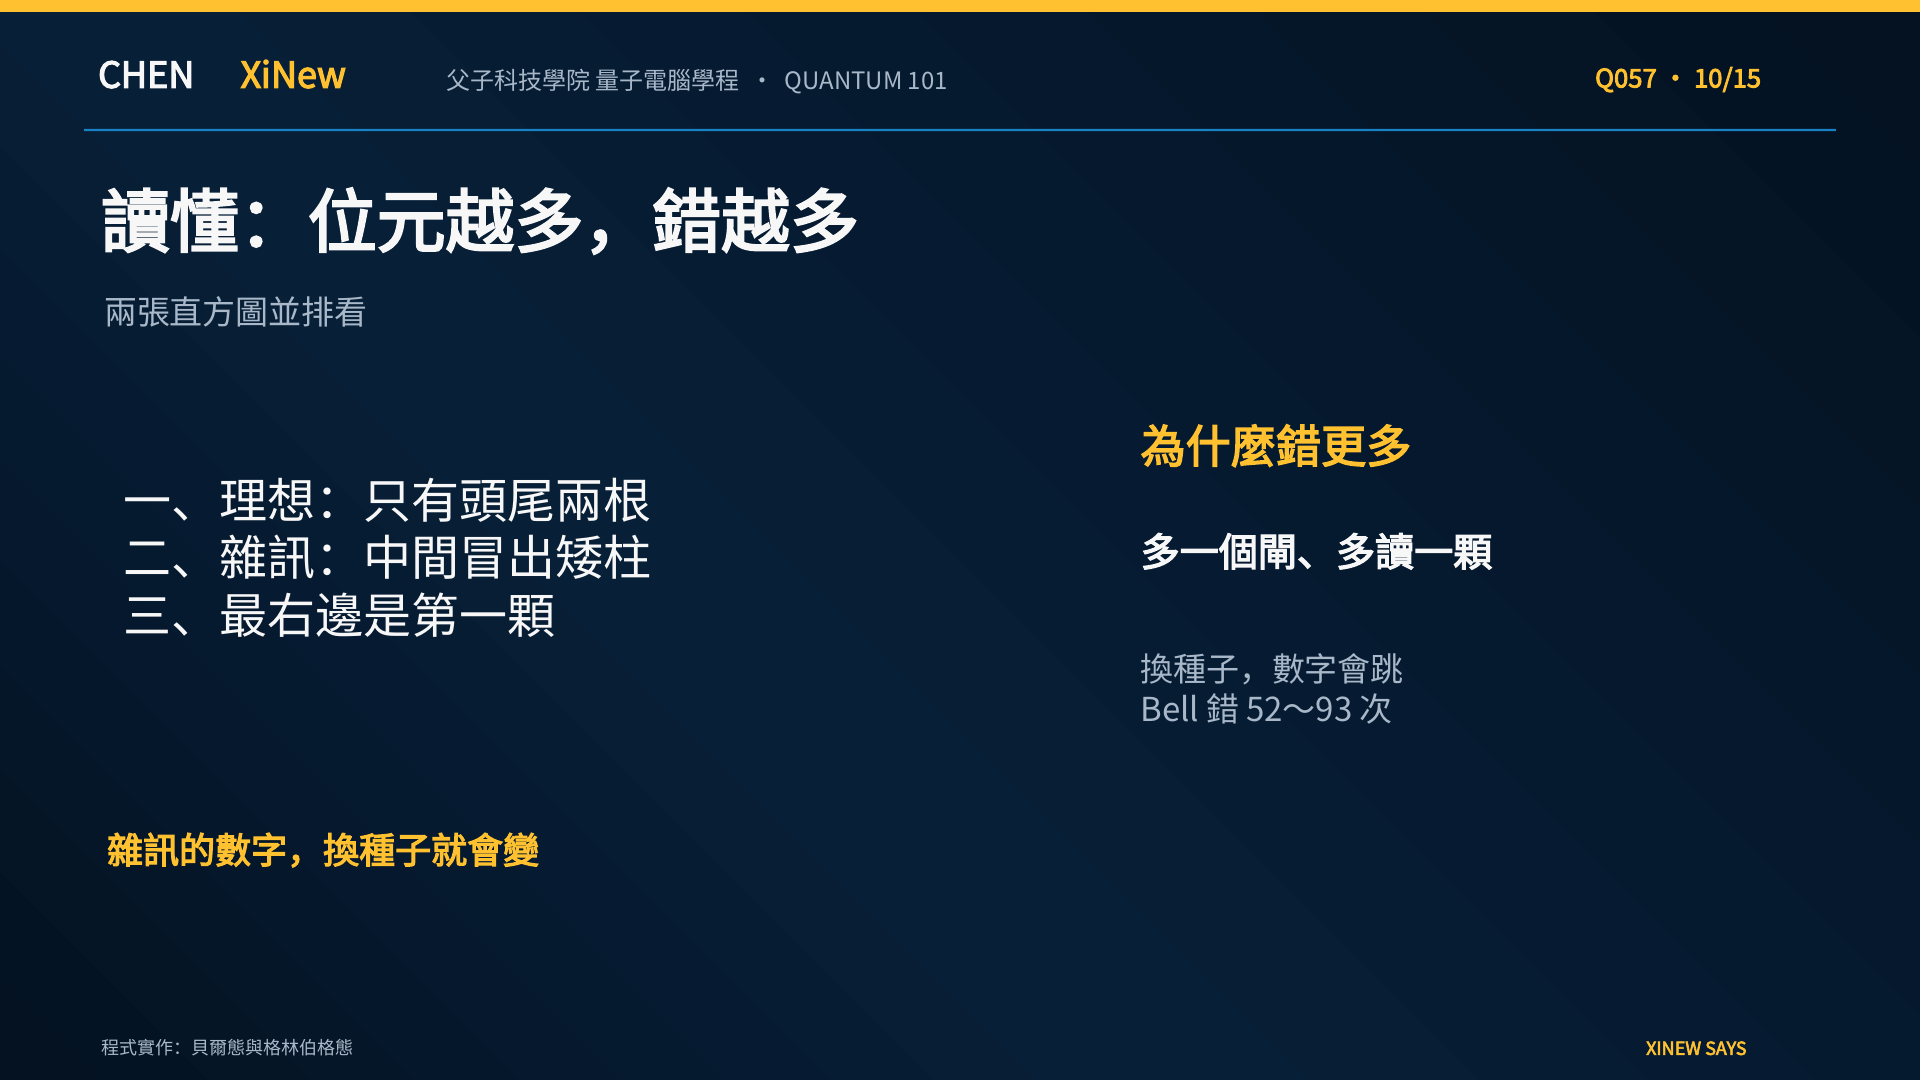 CHEN XiNew 父子科技學院 量子電腦學程 · QUANTUM 101 Q057 · 10/15
讀懂：位元越多，錯越多
兩張直方圖並排看
一、理想：只有頭尾兩根
二、雜訊：中間冒出矮柱
三、最右邊是第一顆
為什麼錯更多
多一個閘、多讀一顆
換種子，數字會跳
Bell 錯 52～93 次
雜訊的數字，換種子就會變
程式實作：貝爾態與格林伯格態
XINEW SAYS